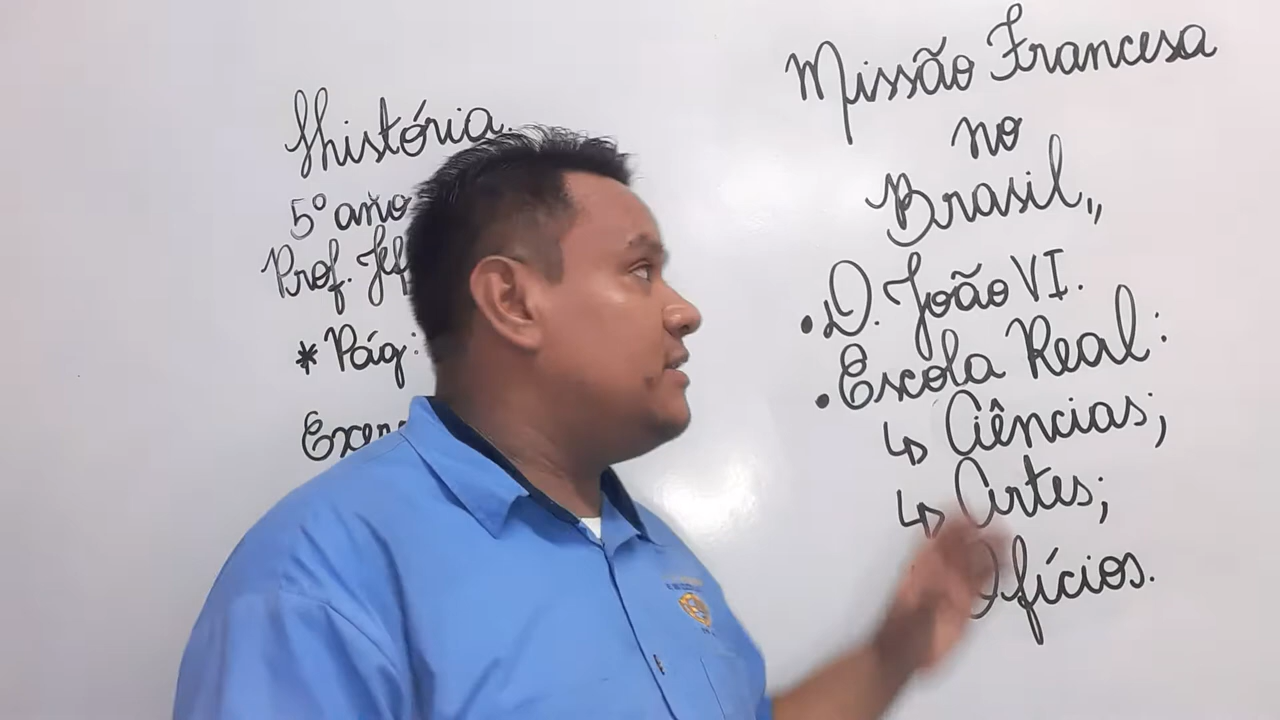 História.
5º ano
Prof.
* Pág:
Missão Francesa
no
Brasil,,
• D. João VI.
• Escola Real:
↳ Ciências;
↳ Artes;
Ofícios.